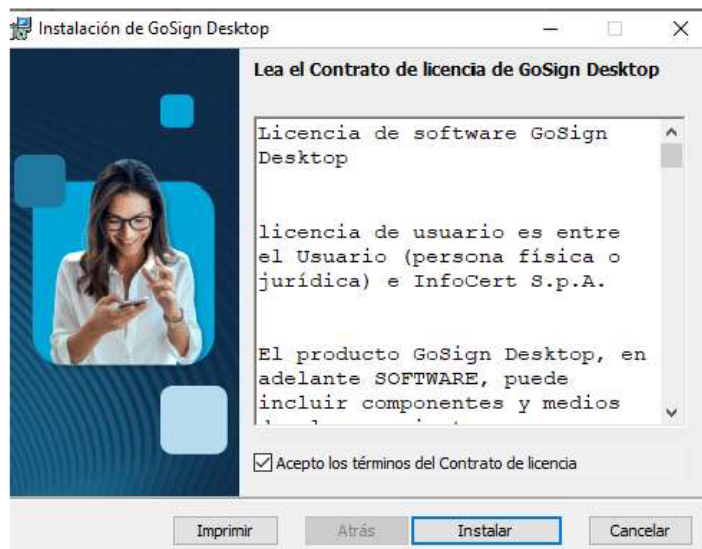 Instalación de GoSign Desktop
Lea el Contrato de licencia de GoSign Desktop
Licencia de software GoSign
Desktop
licencia de usuario es entre
el Usuario (persona física o
jurídica) e InfoCert S.p.A.
El producto GoSign Desktop, en
adelante SOFTWARE, puede
incluir componentes y medios
Acepto los términos del Contrato de licencia
Imprimir
Atrás
Instalar
Cancelar